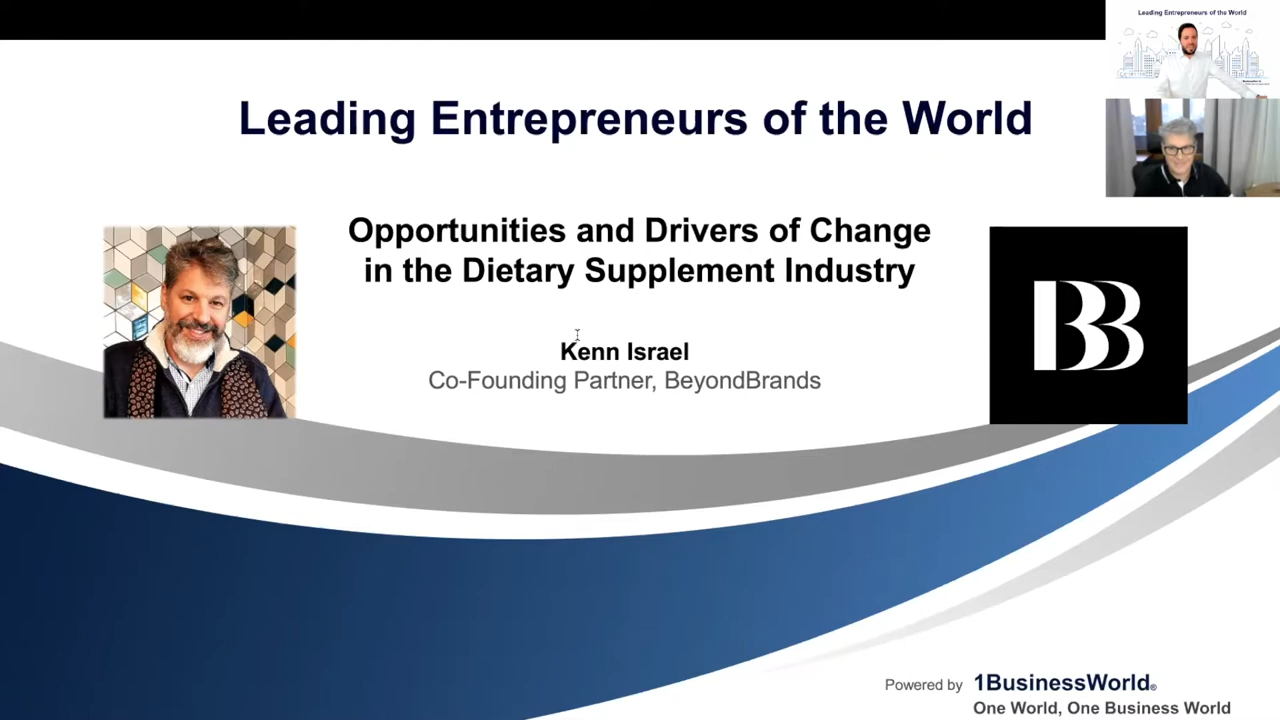 Leading Entrepreneurs of the World
Leading Entrepreneurs of the World
Opportunities and Drivers of Change
in the Dietary Supplement Industry
Kenn Israel
Co-Founding Partner, BeyondBrands
BB
Powered by 1BusinessWorld®
One World, One Business World